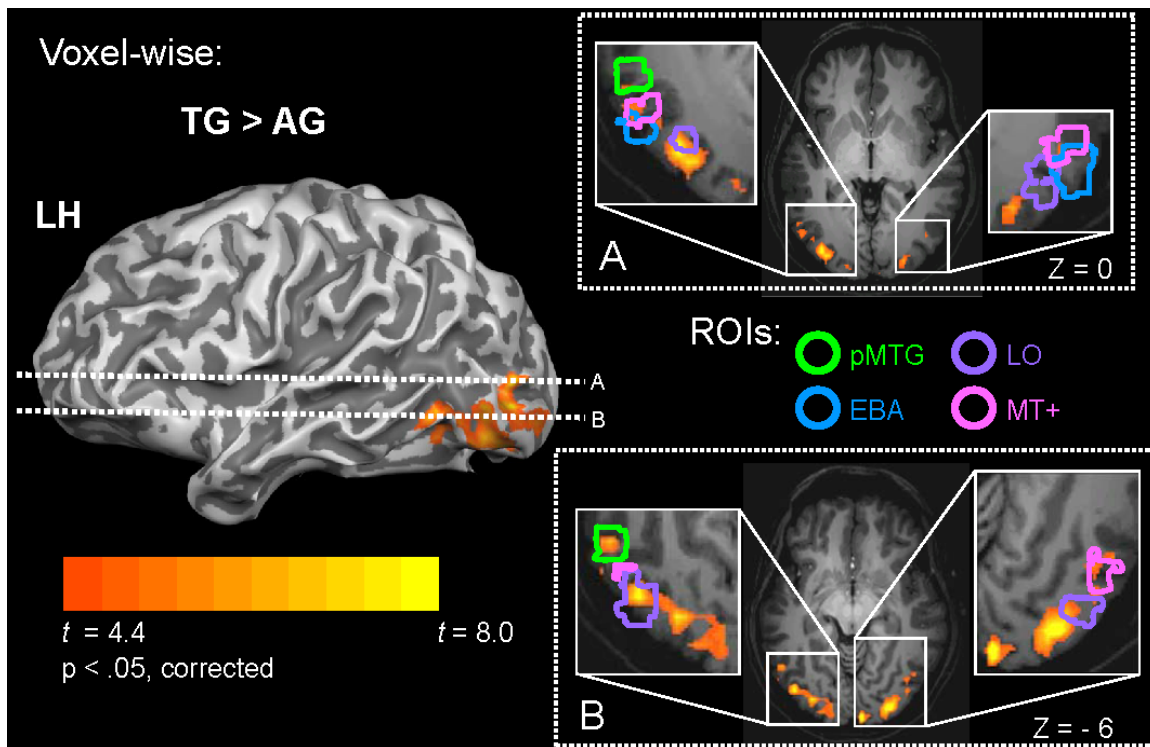 Voxel-wise:
TG > AG
LH
A
B
t = 4.4
t = 8.0
p < .05, corrected
A
Z = 0
ROIs:
pMTG
LO
EBA
MT+
B
Z = - 6